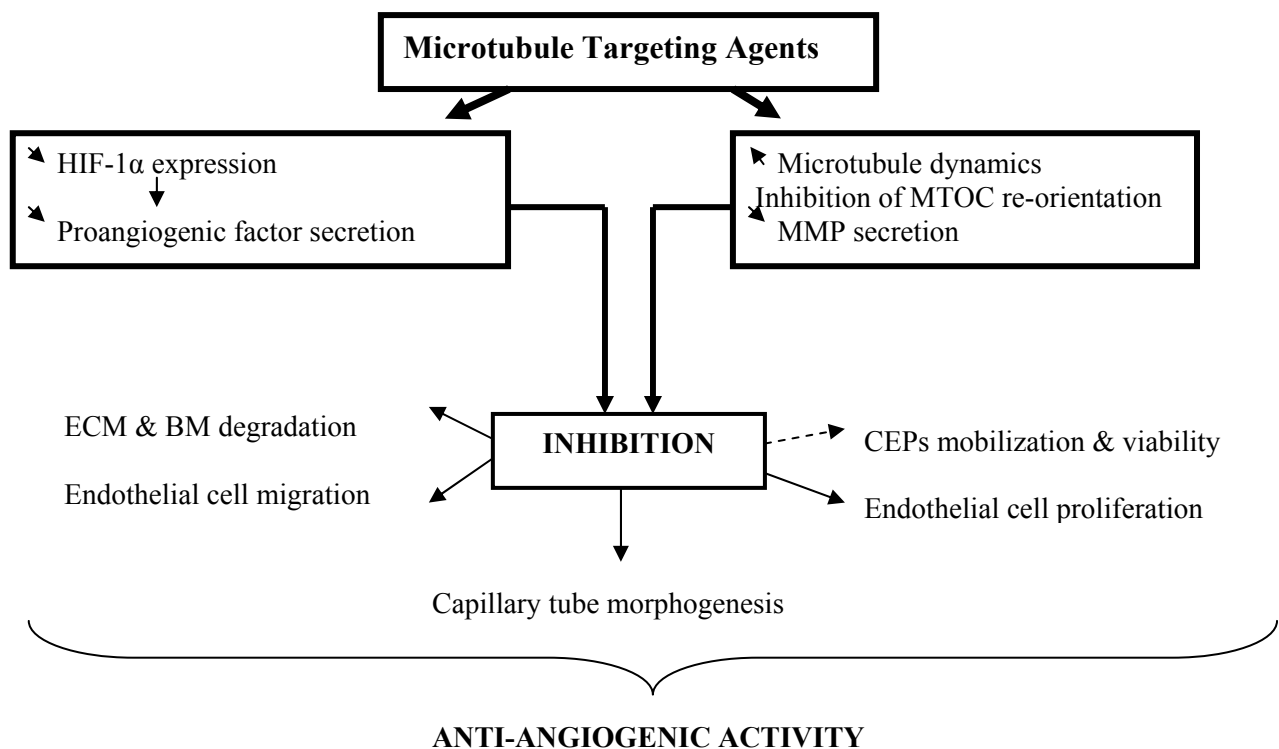 Microtubule Targeting Agents
HIF-1α expression
Proangiogenic factor secretion
Microtubule dynamics
Inhibition of MTOC re-orientation
MMP secretion
ECM & BM degradation
Endothelial cell migration
INHIBITION
CEPs mobilization & viability
Endothelial cell proliferation
Capillary tube morphogenesis
ANTI-ANGIOGENIC ACTIVITY